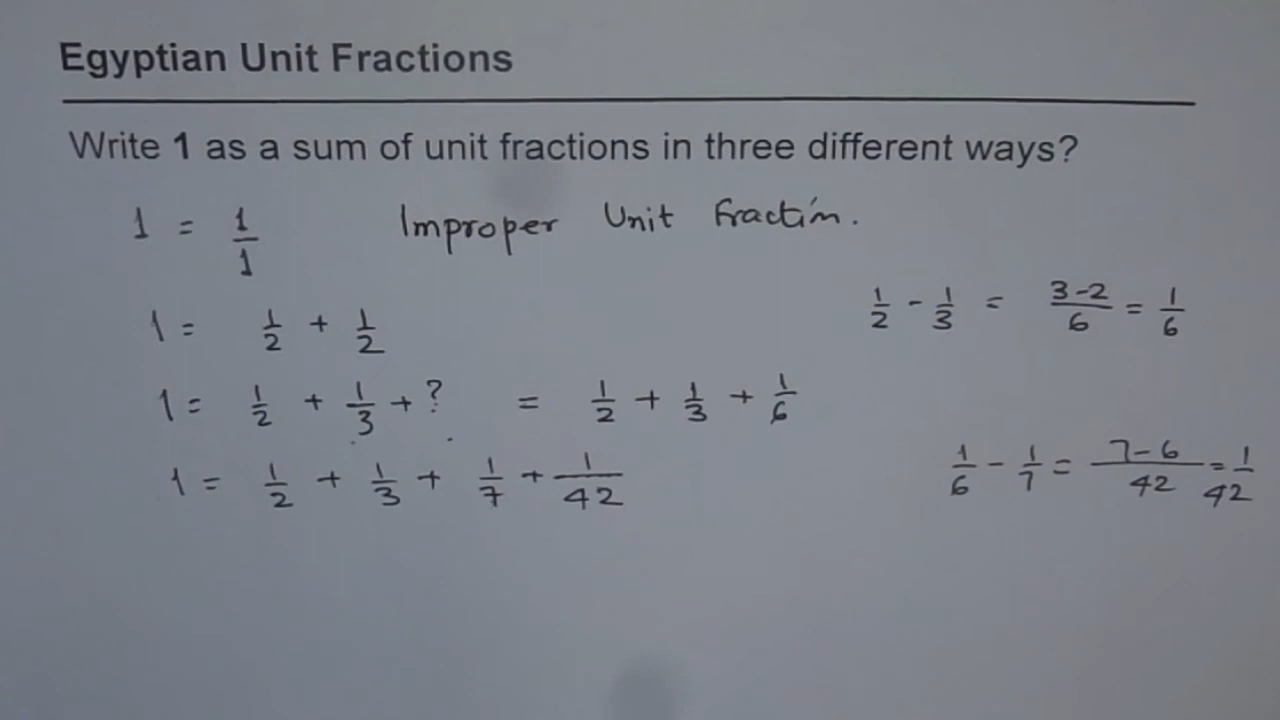 Egyptian Unit Fractions
Write 1 as a sum of unit fractions in three different ways?
1 = 1/1 Improper Unit Fraction.
1 = 1/2 + 1/2
1/2 - 1/3 = 3-2/6 = 1/6
1 = 1/2 + 1/3 + ? = 1/2 + 1/3 + 1/6
1 = 1/2 + 1/3 + 1/7 + 1/42
1/6 - 1/7 = 7-6/42 = 1/42